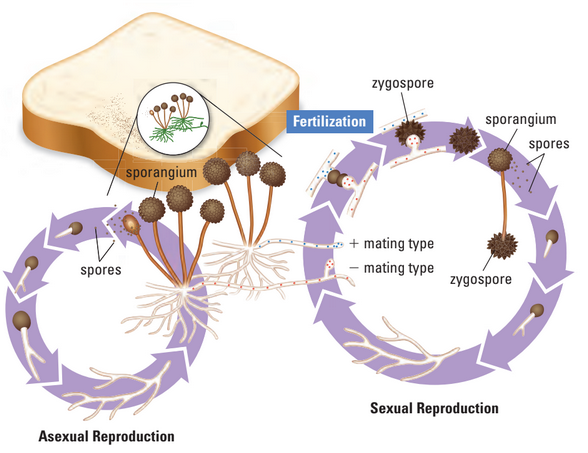 zygospore
Fertilization
sporangium
spores
sporangium
+ mating type
− mating type
spores
zygospore
Sexual Reproduction
Asexual Reproduction